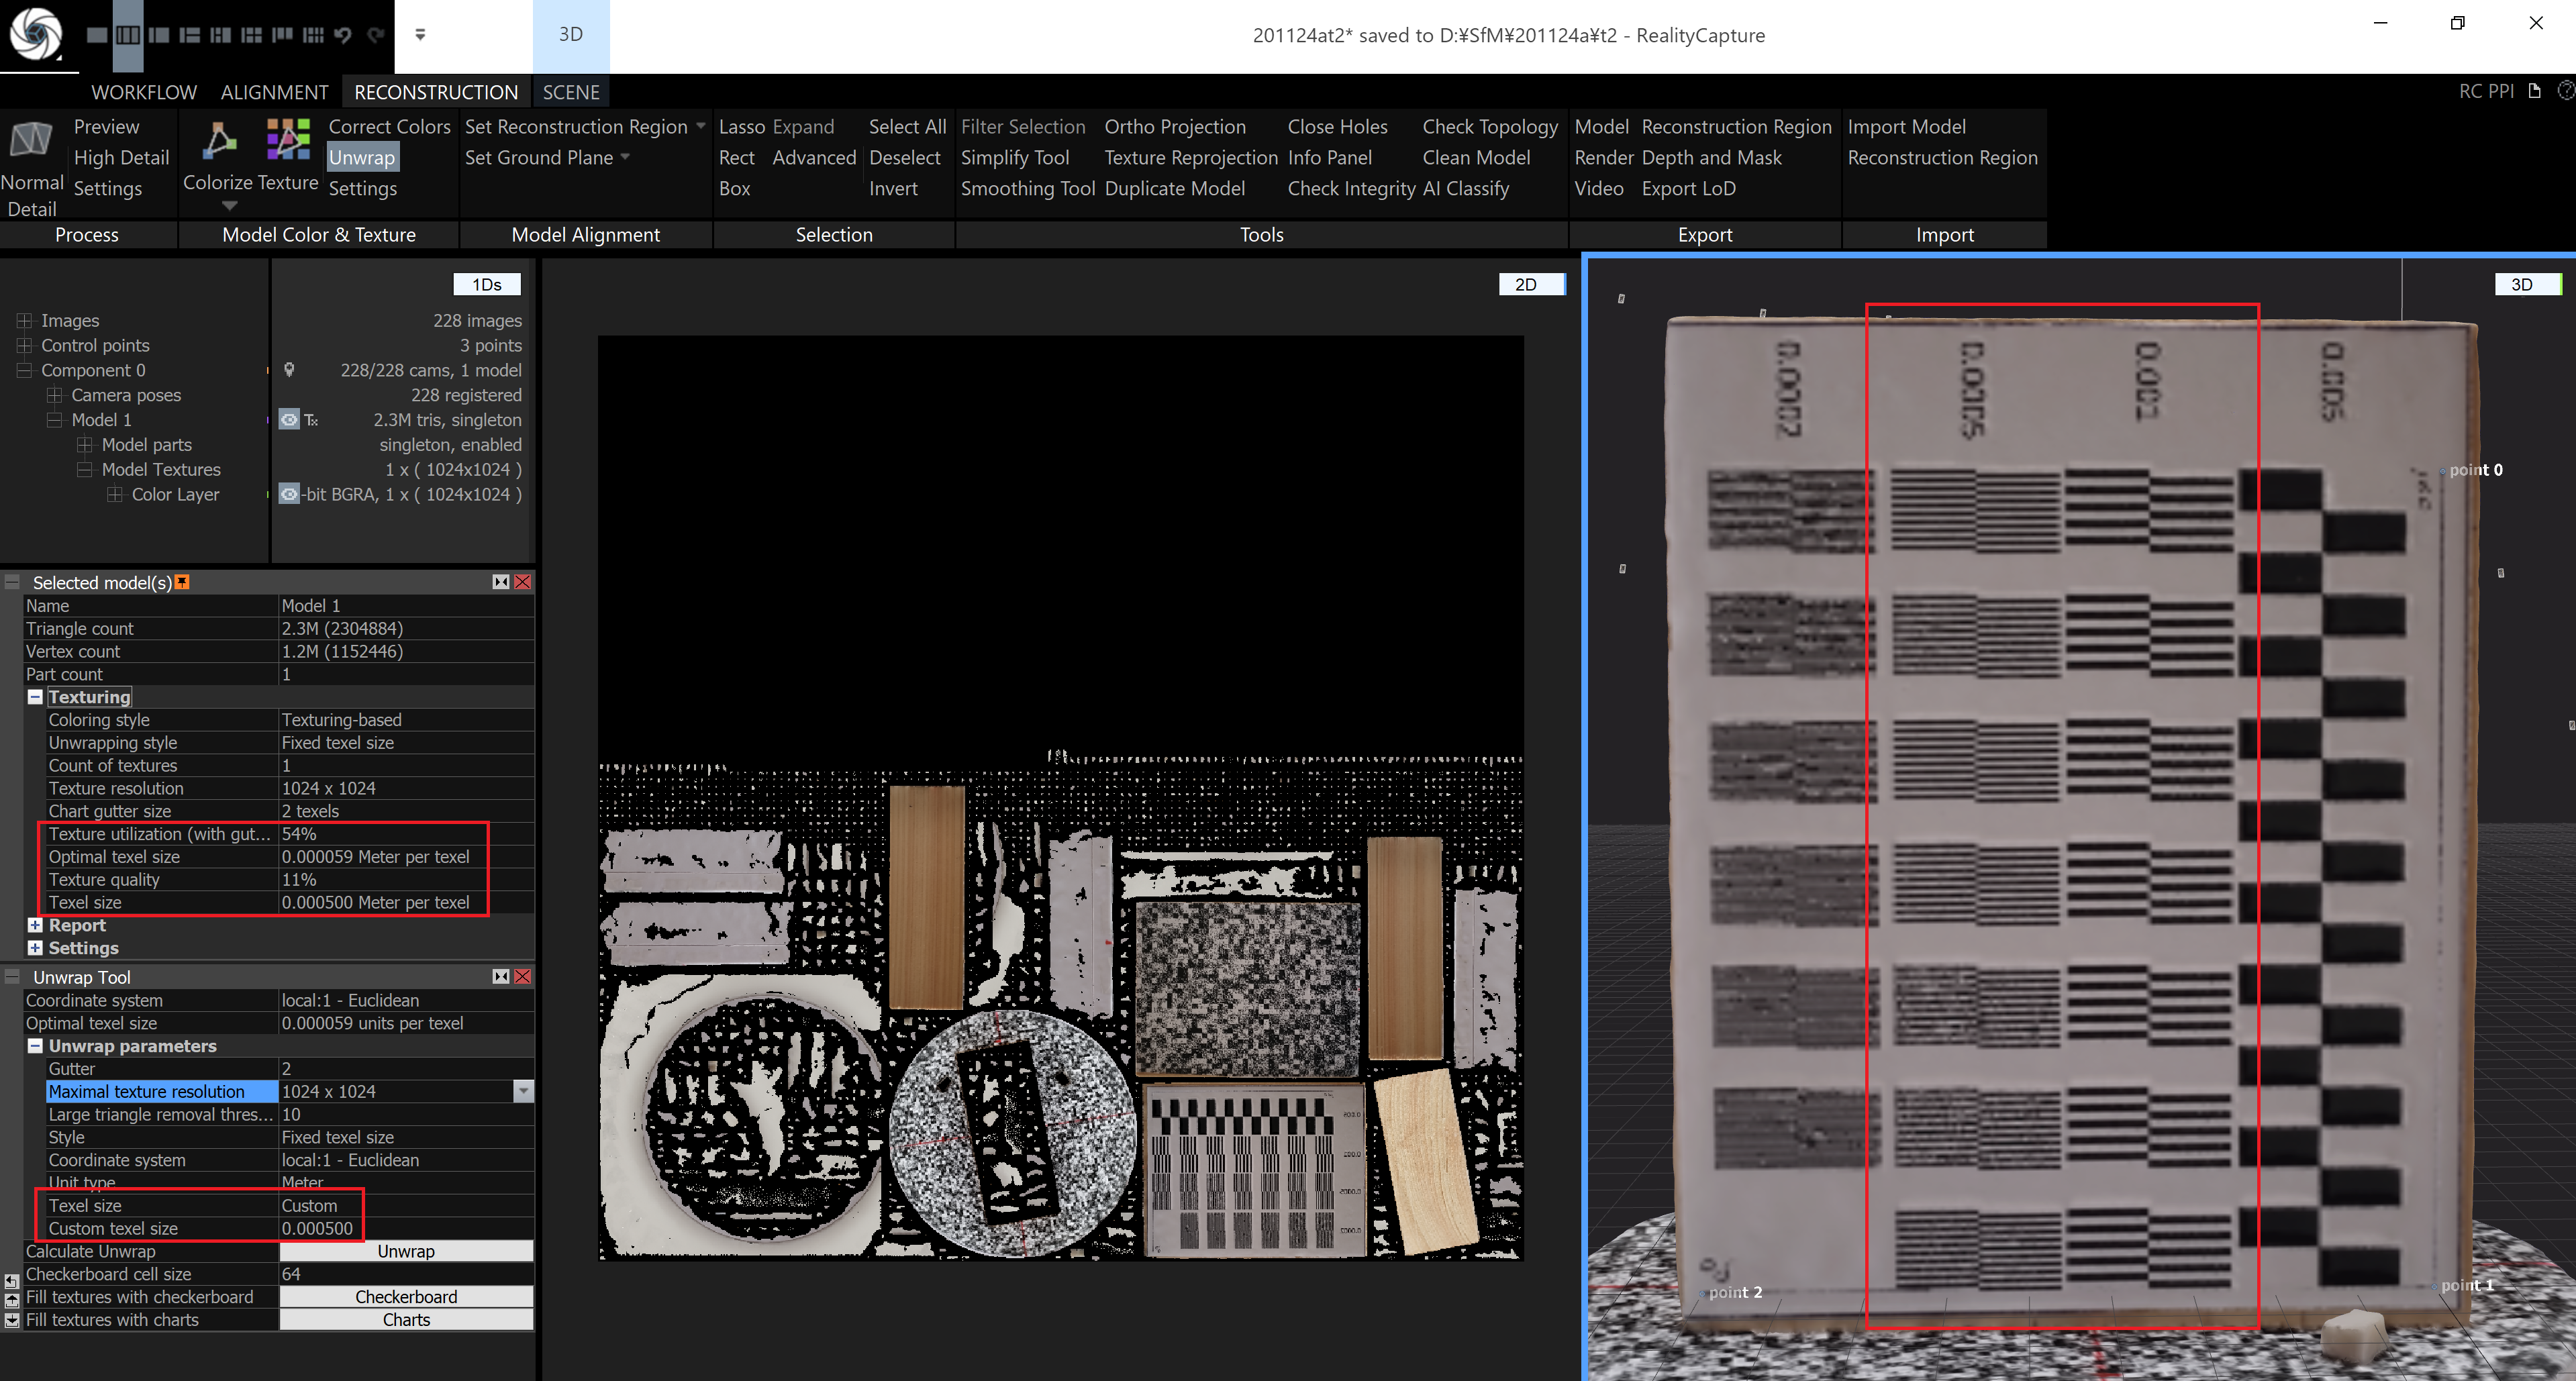 3D
201124at2* saved to D:¥SfM¥201124a¥t2 - RealityCapture
WORKFLOW ALIGNMENT RECONSTRUCTION SCENE
RC PPI
Normal Detail
Preview
High Detail
Settings
Process
Colorize
Texture
Correct Colors
Unwrap
Settings
Model Color & Texture
Set Reconstruction Region
Set Ground Plane
Model Alignment
Lasso Expand Select All
Rect Advanced Deselect
Box Invert
Selection
Filter Selection Ortho Projection Close Holes Check Topology
Simplify Tool Texture Reprojection Info Panel Clean Model
Smoothing Tool Duplicate Model Check Integrity AI Classify
Tools
Model Reconstruction Region
Render Depth and Mask
Video Export LoD
Export
Import Model
Reconstruction Region
Import
1Ds
Images 228 images
Control points 3 points
Component 0 228/228 cams, 1 model
Camera poses 228 registered
Model 1 Tx 2.3M tris, singleton
Model parts singleton, enabled
Model Textures 1 x ( 1024x1024 )
Color Layer -bit BGRA, 1 x ( 1024x1024 )
Selected model(s)
Name Model 1
Triangle count 2.3M (2304884)
Vertex count 1.2M (1152446)
Part count 1
Texturing
Coloring style Texturing-based
Unwrapping style Fixed texel size
Count of textures 1
Texture resolution 1024 x 1024
Chart gutter size 2 texels
Texture utilization (with gut... 54%
Optimal texel size 0.000059 Meter per texel
Texture quality 11%
Texel size 0.000500 Meter per texel
Report
Settings
Unwrap Tool
Coordinate system local:1 - Euclidean
Optimal texel size 0.000059 units per texel
Unwrap parameters
Gutter 2
Maximal texture resolution 1024 x 1024
Large triangle removal thres... 10
Style Fixed texel size
Coordinate system local:1 - Euclidean
Unit type Meter
Texel size Custom
Custom texel size 0.000500
Calculate Unwrap Unwrap
Checkerboard cell size 64
Fill textures with checkerboard Checkerboard
Fill textures with charts Charts
2D
3D
0.0002
0.0005
0.001
0.005
point 0
point 1
point 2